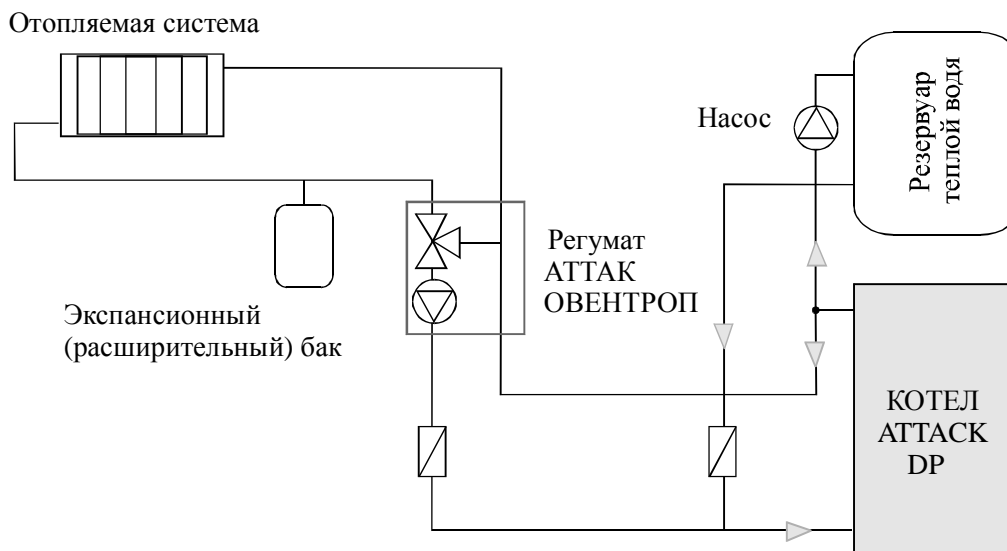 Отопляемая система
Насос
Резервуар
теплой водя
Регумат
АТТАК
ОВЕНТРОП
Экспансионный
(расширительный) бак
КОТЕЛ
ATTACK
DP